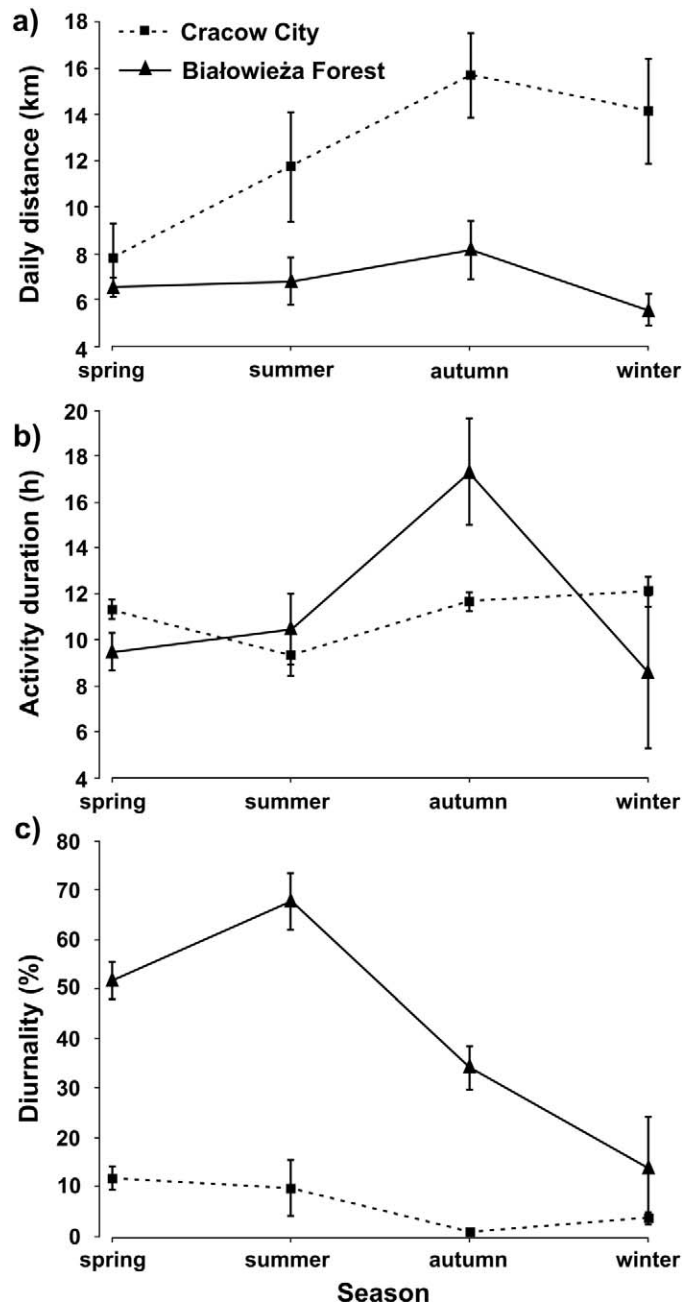 a)
Cracow City
Białowieża Forest
Daily distance (km)
18
16
14
12
10
8
6
4
spring summer autumn winter
b)
Activity duration (h)
20
18
16
14
12
10
8
6
4
spring summer autumn winter
c)
Diurnality (%)
80
70
60
50
40
30
20
10
0
spring summer autumn winter
Season